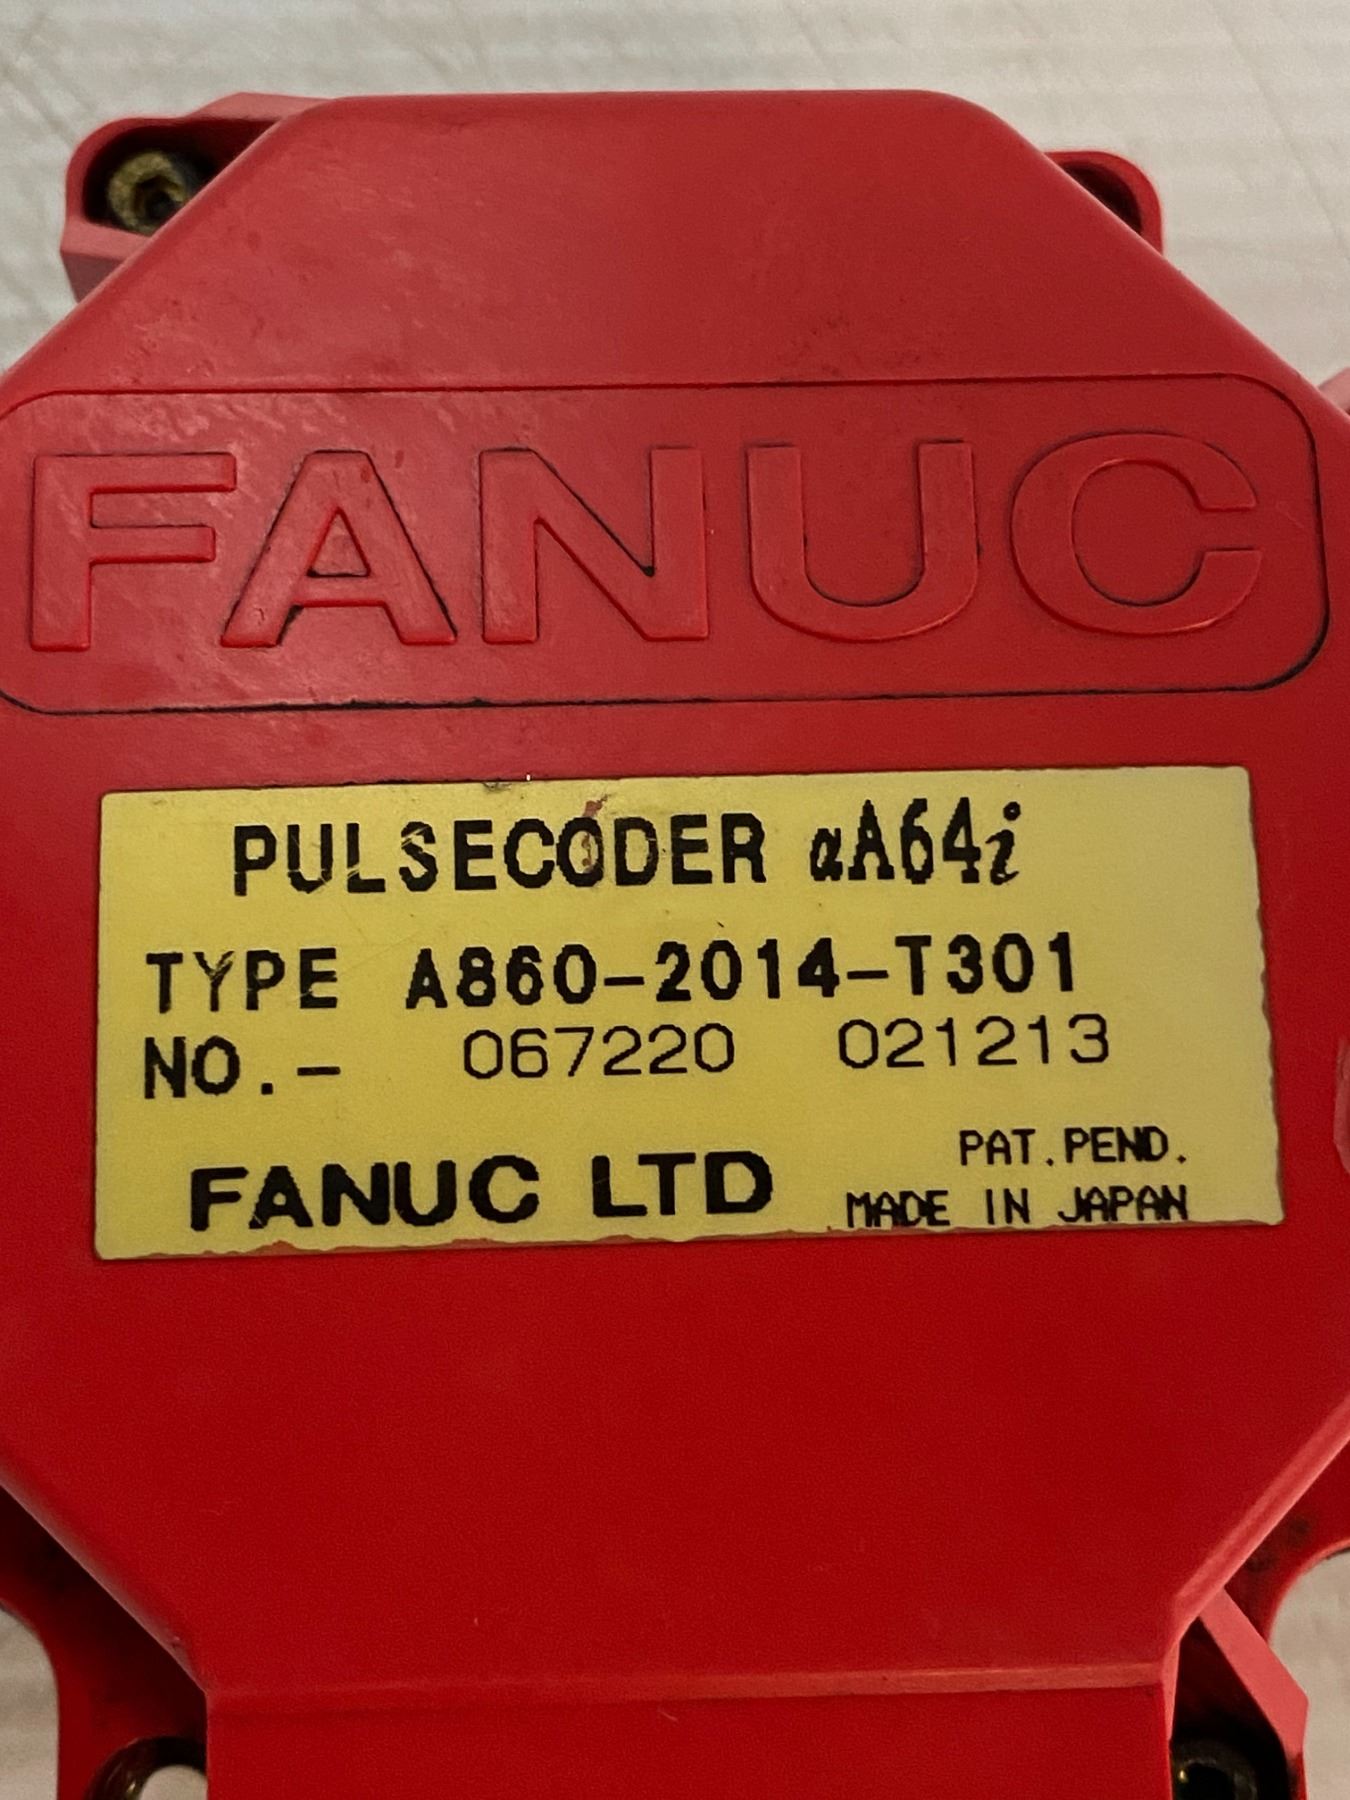 FANUC
PULSECODER αA64i
TYPE A860-2014-T301
NO.- 067220 021213
FANUC LTD
PAT.PEND.
MADE IN JAPAN